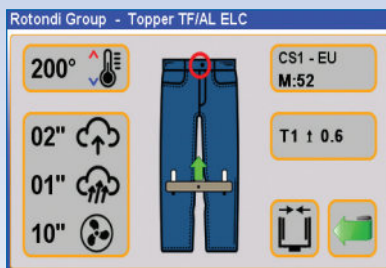 Rotondi Group - Topper TF/AL ELC
200°
CS1 - EU
M:52
02"
T1 ↕ 0.6
01"
10"